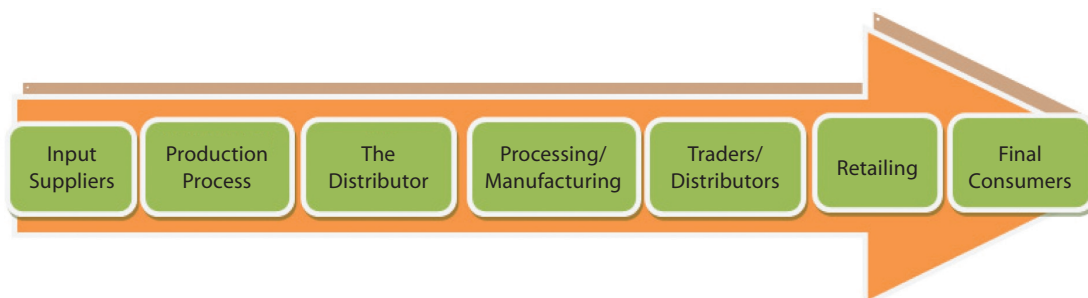 Input
Suppliers
Production
Process
The
Distributor
Processing/
Manufacturing
Traders/
Distributors
Retailing
Final
Consumers